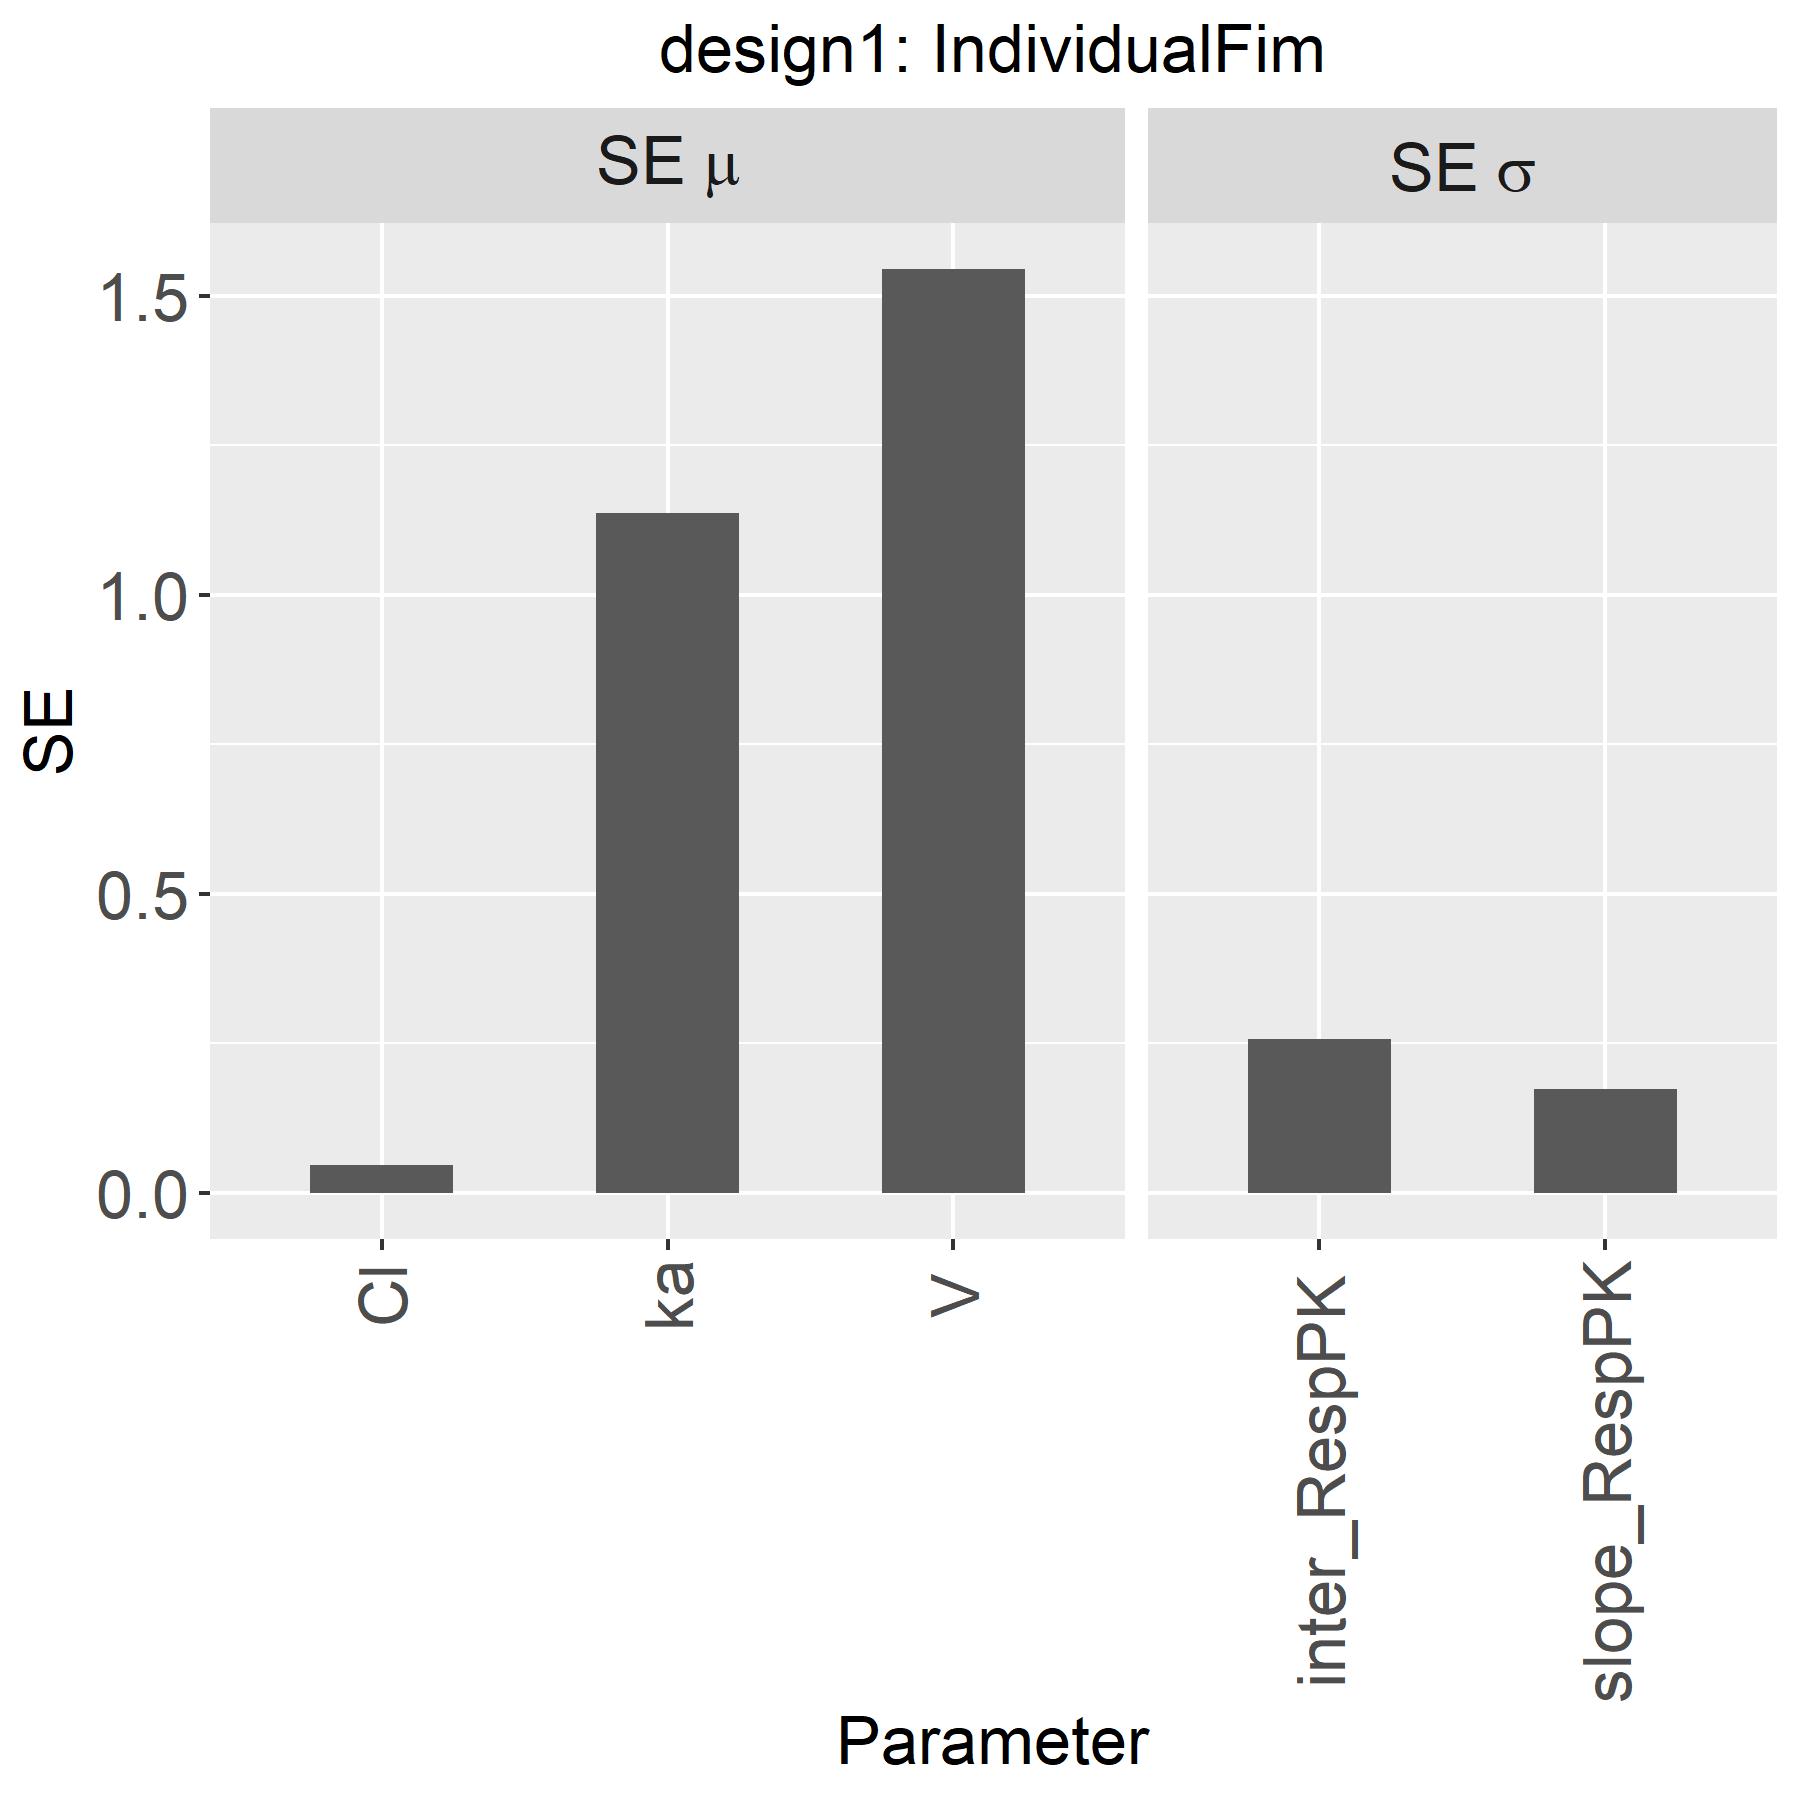 design1: IndividualFim
SE μ
SE σ
SE
1.5
1.0
0.5
0.0
Cl
ka
V
inter_RespPK
slope_RespPK
Parameter